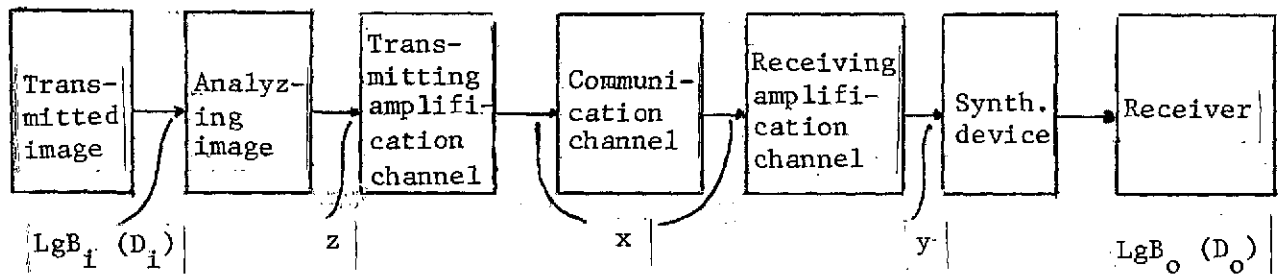 Trans-
mitted
image
Analyz-
ing
image
Trans-
mitting
amplifi-
cation
channel
Communi-
cation
channel
Receiving
amplifi-
cation
channel
Synth.
device
Receiver
LgB_i (D_i)
z
x
y
LgB_o (D_o)